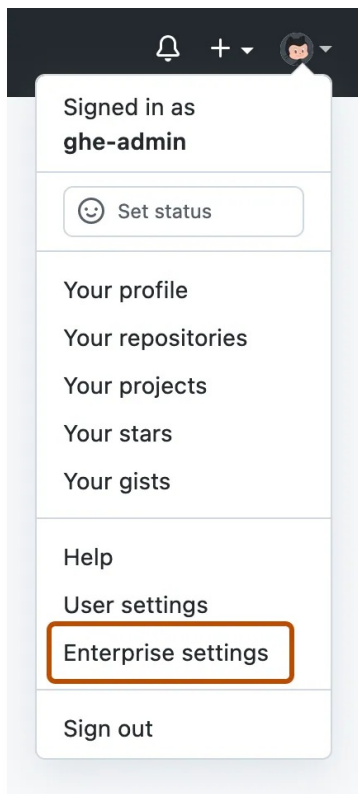 Signed in as
ghe-admin
Set status
Your profile
Your repositories
Your projects
Your stars
Your gists
Help
User settings
Enterprise settings
Sign out